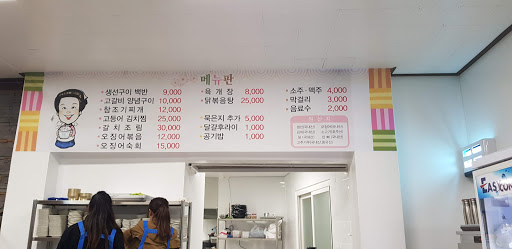 메뉴판
• 생선구이 백반 9,000
• 고갈비 양념구이 10,000
• 참조기찌개 12,000
• 고등어 김치찜 30,000
• 갈치조림 30,000
• 오징어볶음 12,000
• 오징어숙회 15,000
• 육개장 8,000
• 닭볶음탕 25,000
묵은지 추가 5,000
달걀후라이 1,000
공기밥 1,000
• 소주·맥주 4,000
막걸리 3,000
음료수 2,000